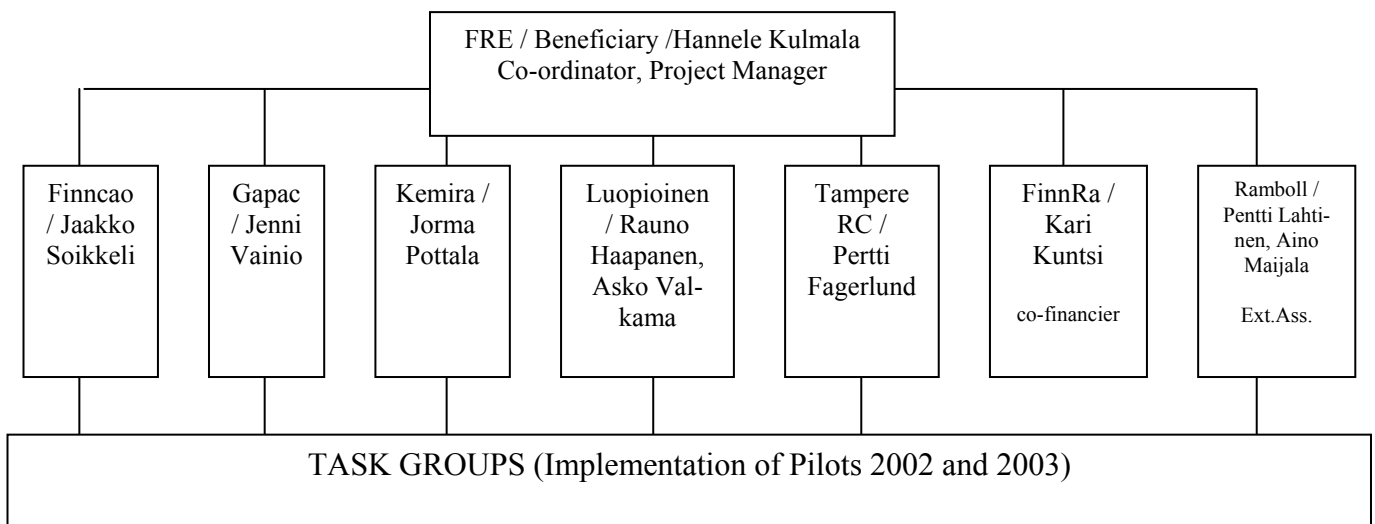 FRE / Beneficiary /Hannele Kulmala
Co-ordinator, Project Manager
Finncao
/ Jaakko
Soikkeli
Gapac
/ Jenni
Vainio
Kemira /
Jorma
Pottala
Luopioinen
/ Rauno
Haapanen,
Asko Val-
kama
Tampere
RC /
Pertti
Fagerlund
FinnRa /
Kari
Kuntsi
co-financier
Ramboll /
Pentti Lahti-
nen, Aino
Maijala
Ext.Ass.
TASK GROUPS (Implementation of Pilots 2002 and 2003)